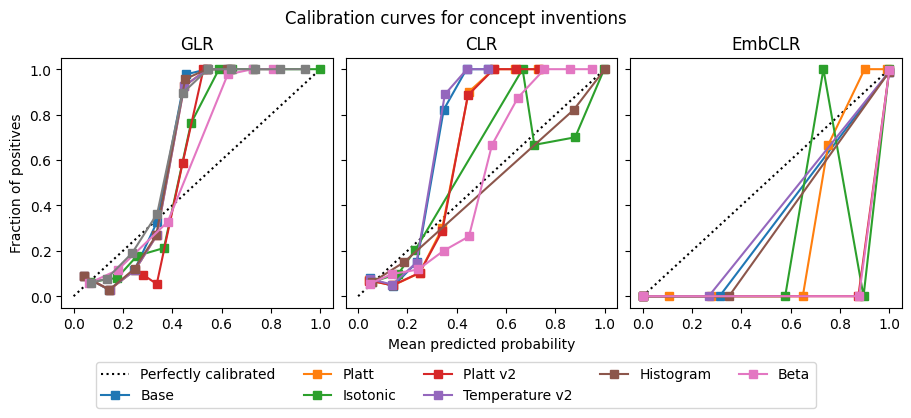 Calibration curves for concept inventions
GLR CLR EmbCLR
Fraction of positives
1.0
0.8
0.6
0.4
0.2
0.0
0.0 0.2 0.4 0.6 0.8 1.0
0.0 0.2 0.4 0.6 0.8 1.0
0.0 0.2 0.4 0.6 0.8 1.0
Mean predicted probability
Perfectly calibrated Platt Platt v2 Histogram Beta
Base Isotonic Temperature v2